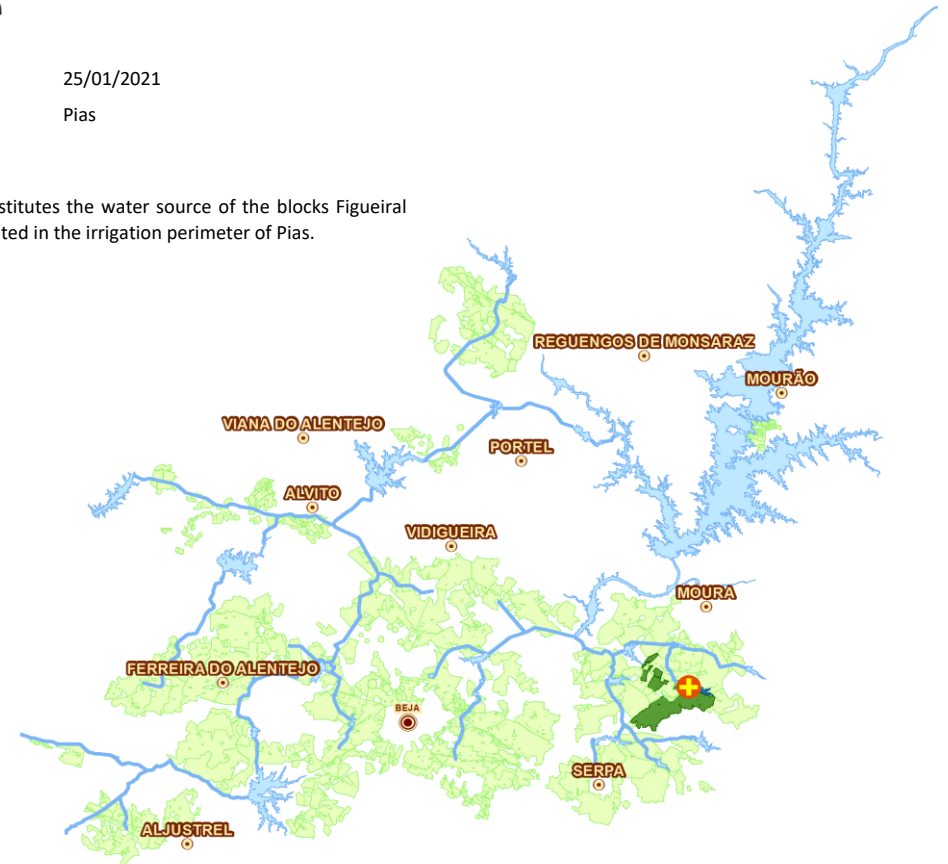 25/01/2021
Pias
stitutes the water source of the blocks Figueiral
ted in the irrigation perimeter of Pias.
REGUENGOS DE MONSARAZ
MOURÃO
VIANA DO ALENTEJO
PORTEL
ALVITO
VIDIGUEIRA
MOURA
FERREIRA DO ALENTEJO
BEJA
SERPA
ALJUSTREL